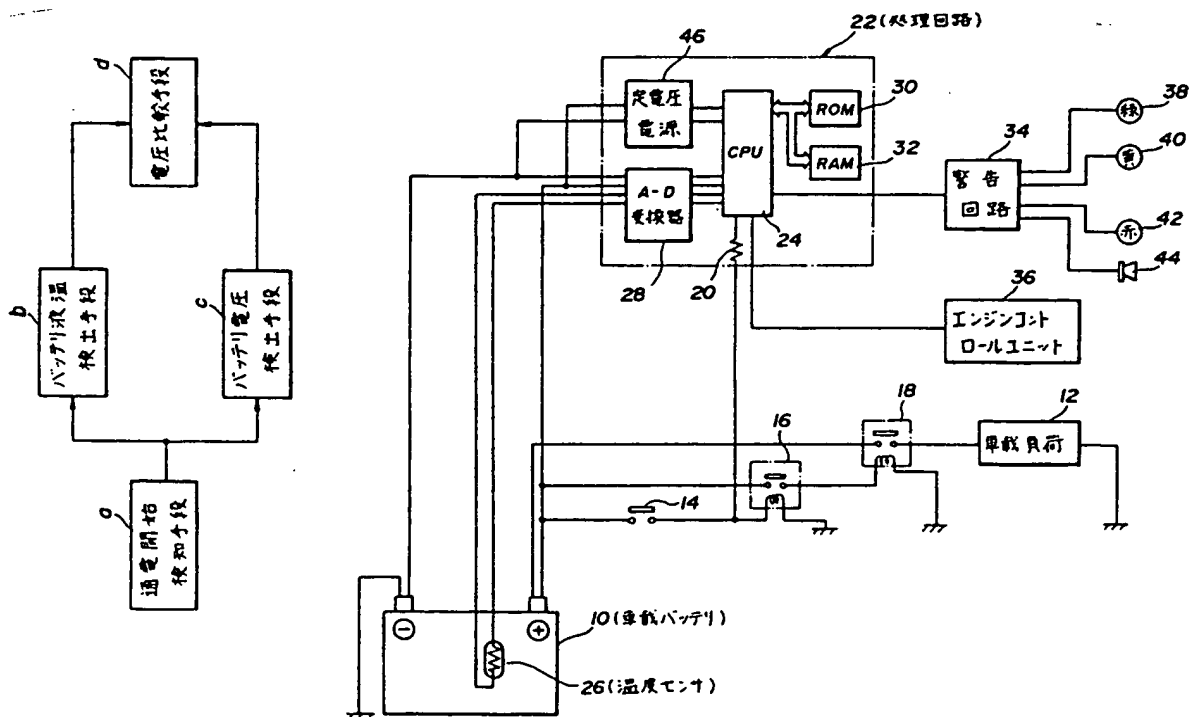 d
電圧比較手段
b
バッテリ液温
検出手段
c
バッテリ電圧
検出手段
a
通電開始
検知手段
22(処理回路)
46
定電圧
電源
CPU
ROM
30
RAM
32
A-D
変換器
28
20
24
34
警告
回路
緑
38
黄
40
赤
42
44
36
エンジンコント
ロールユニット
18
12
車載負荷
16
14
⊖
⊕
10(車載バッテリ)
26(温度センサ)